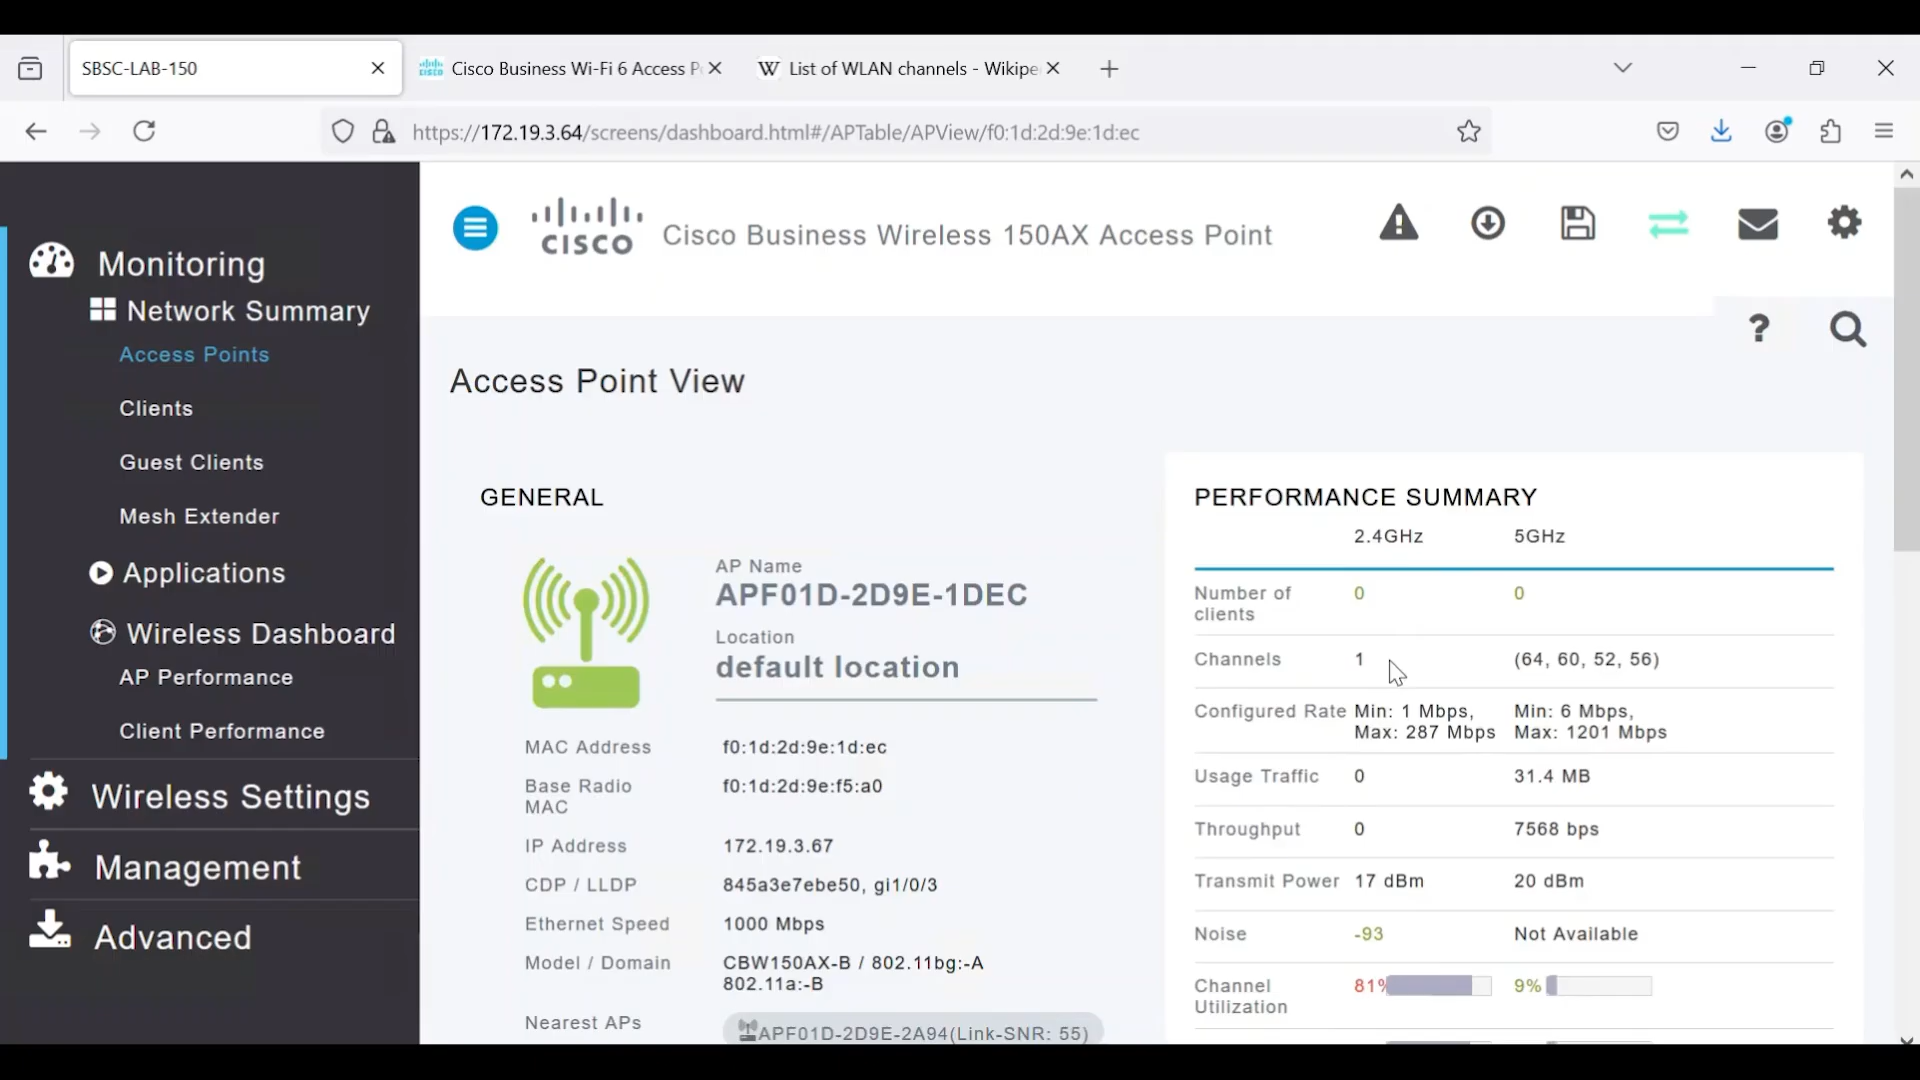 SBSC-LAB-150
Cisco Business Wi-Fi 6 Access P
List of WLAN channels - Wikipe
https://172.19.3.64/screens/dashboard.html#/APTable/APView/f0:1d:2d:9e:1d:ec
Monitoring
Network Summary
Access Points
Clients
Guest Clients
Mesh Extender
Applications
Wireless Dashboard
AP Performance
Client Performance
Wireless Settings
Management
Advanced
CISCO
Cisco Business Wireless 150AX Access Point
?
Access Point View
GENERAL
AP Name
APF01D-2D9E-1DEC
Location
default location
MAC Address f0:1d:2d:9e:1d:ec
Base Radio MAC f0:1d:2d:9e:f5:a0
IP Address 172.19.3.67
CDP / LLDP 845a3e7ebe50, gi1/0/3
Ethernet Speed 1000 Mbps
Model / Domain CBW150AX-B / 802.11bg:-A
802.11a:-B
Nearest APs APF01D-2D9E-2A94(Link-SNR: 55)
PERFORMANCE SUMMARY
2.4GHz 5GHz
Number of clients 0 0
Channels 1 (64, 60, 52, 56)
Configured Rate Min: 1 Mbps, Min: 6 Mbps,
Max: 287 Mbps Max: 1201 Mbps
Usage Traffic 0 31.4 MB
Throughput 0 7568 bps
Transmit Power 17 dBm 20 dBm
Noise -93 Not Available
Channel Utilization 81% 9%